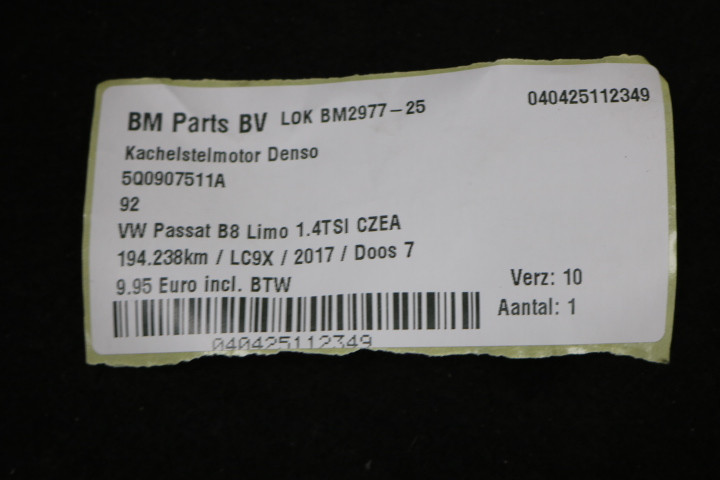 BM Parts BV LOK BM2977-25 040425112349
Kachelstelmotor Denso
5Q0907511A
92
VW Passat B8 Limo 1.4TSI CZEA
194.238km / LC9X / 2017 / Doos 7
9.95 Euro incl. BTW Verz: 10
Aantal: 1
040425112349